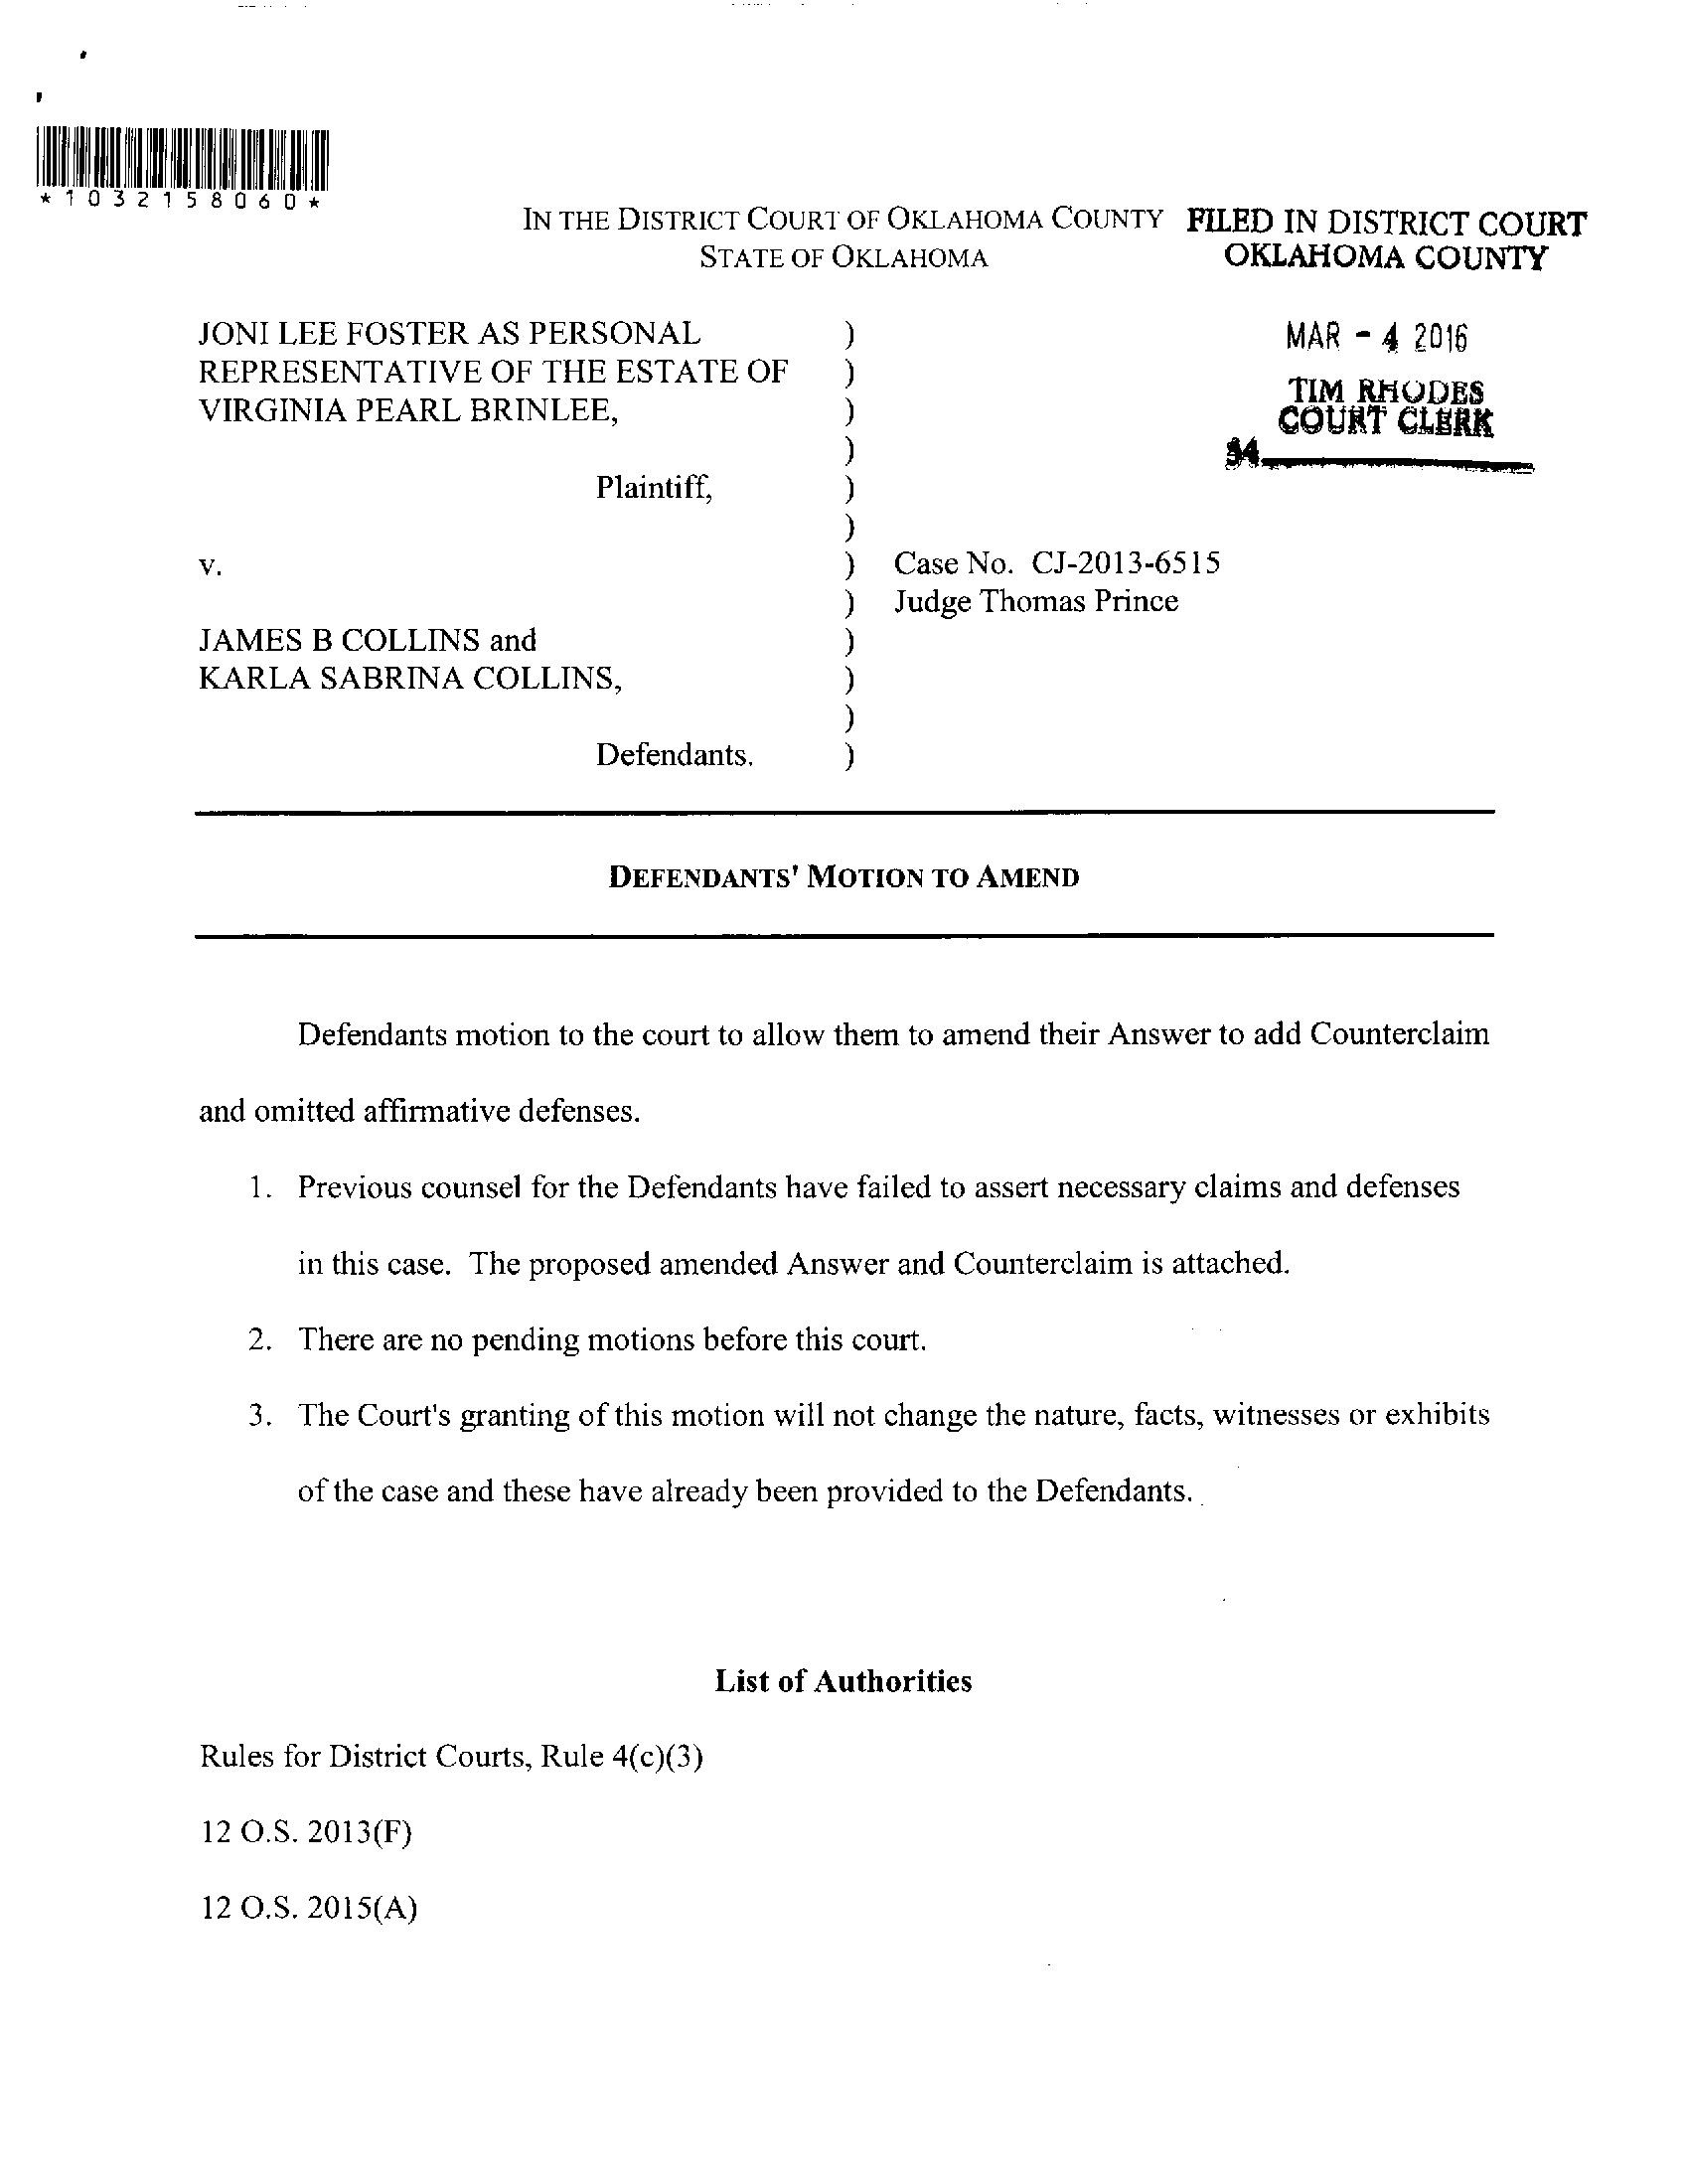 *1032158060*
IN THE DISTRICT COURT OF OKLAHOMA COUNTY
STATE OF OKLAHOMA
FILED IN DISTRICT COURT
OKLAHOMA COUNTY
MAR - 4 2016
TIM RHODES
COURT CLERK
JONI LEE FOSTER AS PERSONAL )
REPRESENTATIVE OF THE ESTATE OF )
VIRGINIA PEARL BRINLEE, )
)
Plaintiff, )
)
v. ) Case No. CJ-2013-6515
) Judge Thomas Prince
JAMES B COLLINS and )
KARLA SABRINA COLLINS, )
)
Defendants. )
DEFENDANTS' MOTION TO AMEND
Defendants motion to the court to allow them to amend their Answer to add Counterclaim
and omitted affirmative defenses.
1. Previous counsel for the Defendants have failed to assert necessary claims and defenses
in this case. The proposed amended Answer and Counterclaim is attached.
2. There are no pending motions before this court.
3. The Court's granting of this motion will not change the nature, facts, witnesses or exhibits
of the case and these have already been provided to the Defendants.
List of Authorities
Rules for District Courts, Rule 4(c)(3)
12 O.S. 2013(F)
12 O.S. 2015(A)